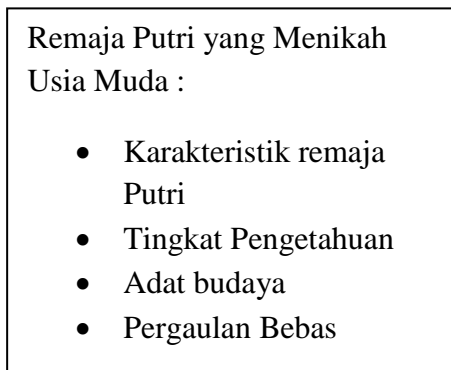 Remaja Putri yang Menikah
Usia Muda :
• Karakteristik remaja
Putri
• Tingkat Pengetahuan
• Adat budaya
• Pergaulan Bebas